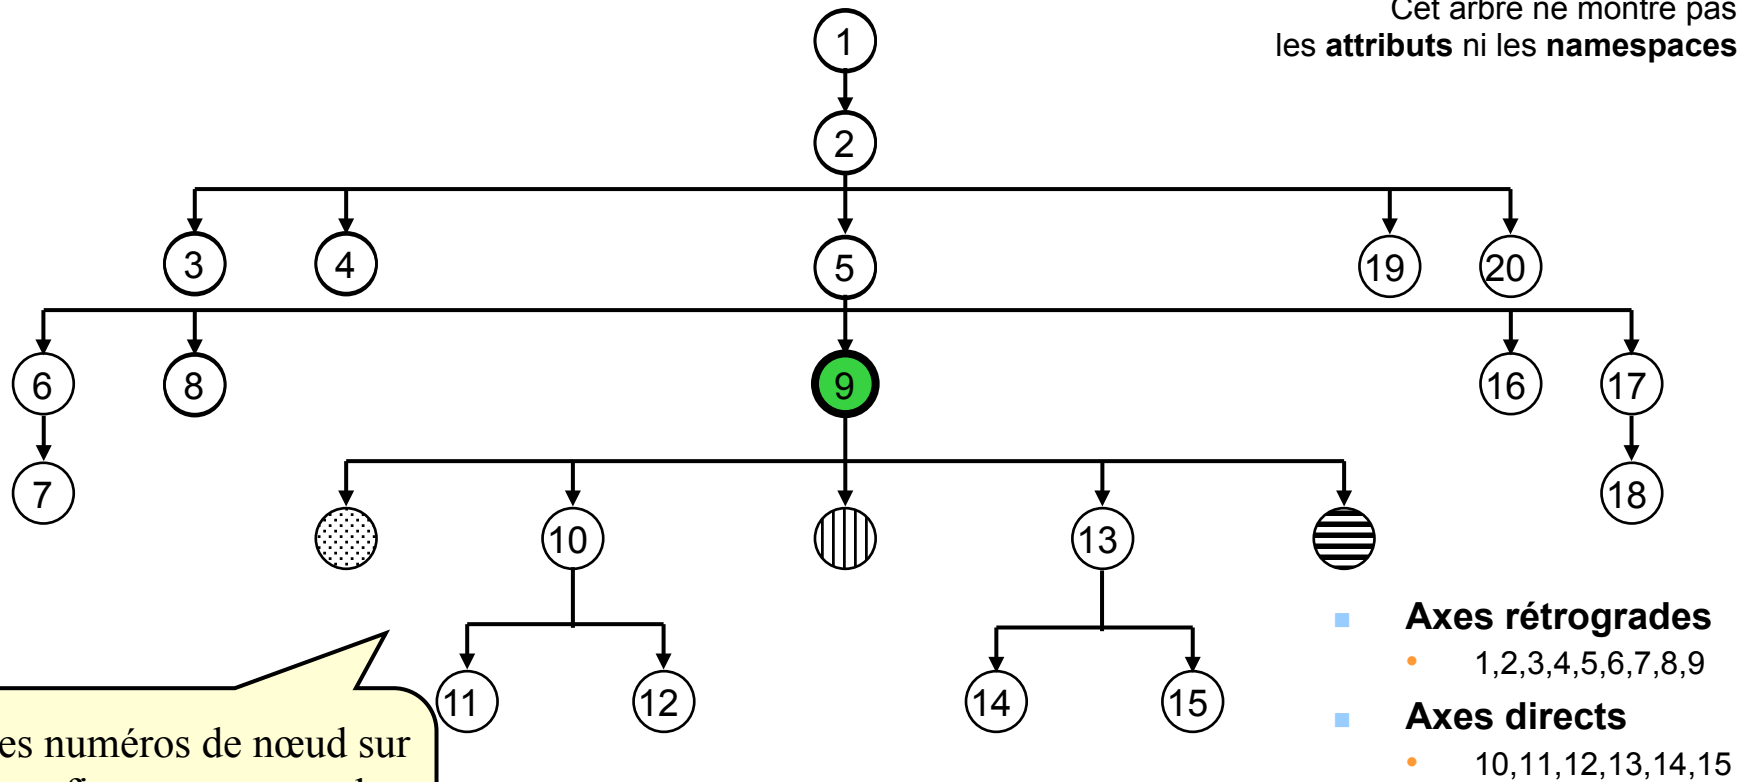 Cet arbre ne montre pas
les attributs ni les namespaces
1
2
3 4 5 19 20
6 8 9 16 17
7 18
10 13
11 12 14 15
es numéros de nœud sur
Axes rétrogrades
1,2,3,4,5,6,7,8,9
Axes directs
10,11,12,13,14,15